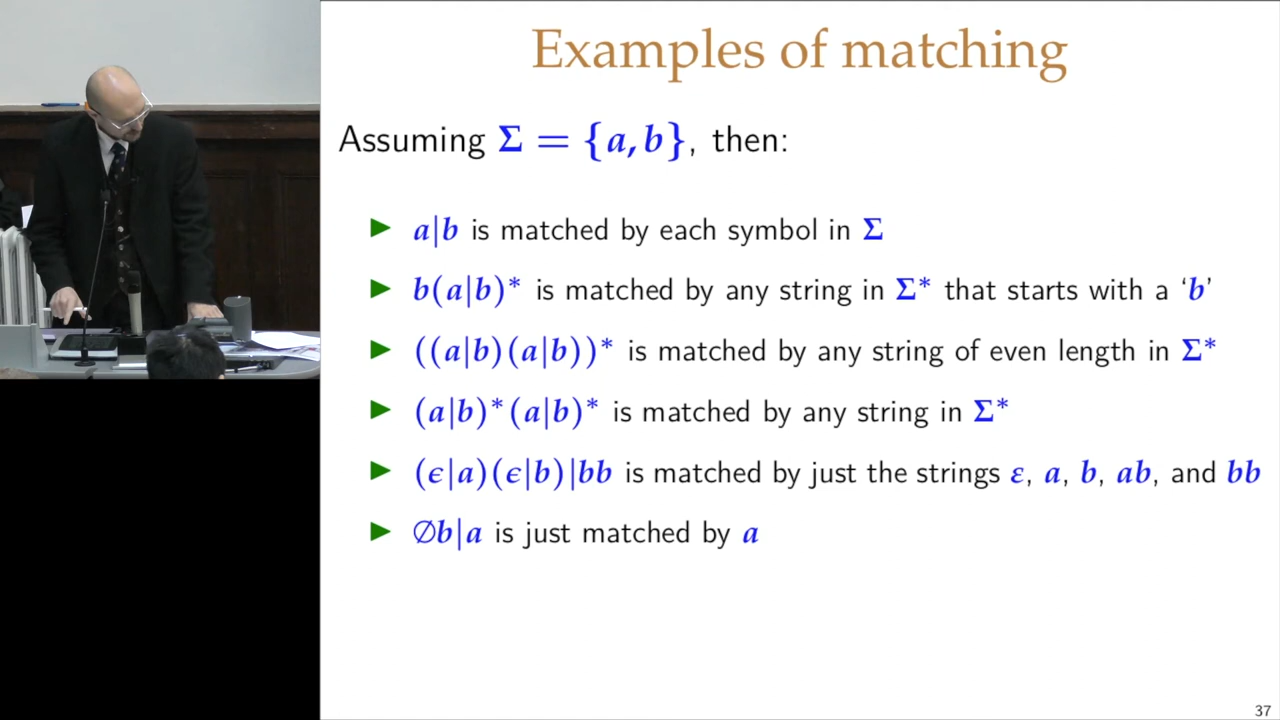 Examples of matching
Assuming Σ = {a, b}, then:
▶ a|b is matched by each symbol in Σ
▶ b(a|b)* is matched by any string in Σ* that starts with a ‘b’
▶ ((a|b)(a|b))* is matched by any string of even length in Σ*
▶ (a|b)*(a|b)* is matched by any string in Σ*
▶ (ϵ|a)(ϵ|b)|bb is matched by just the strings ε, a, b, ab, and bb
▶ ∅b|a is just matched by a
37